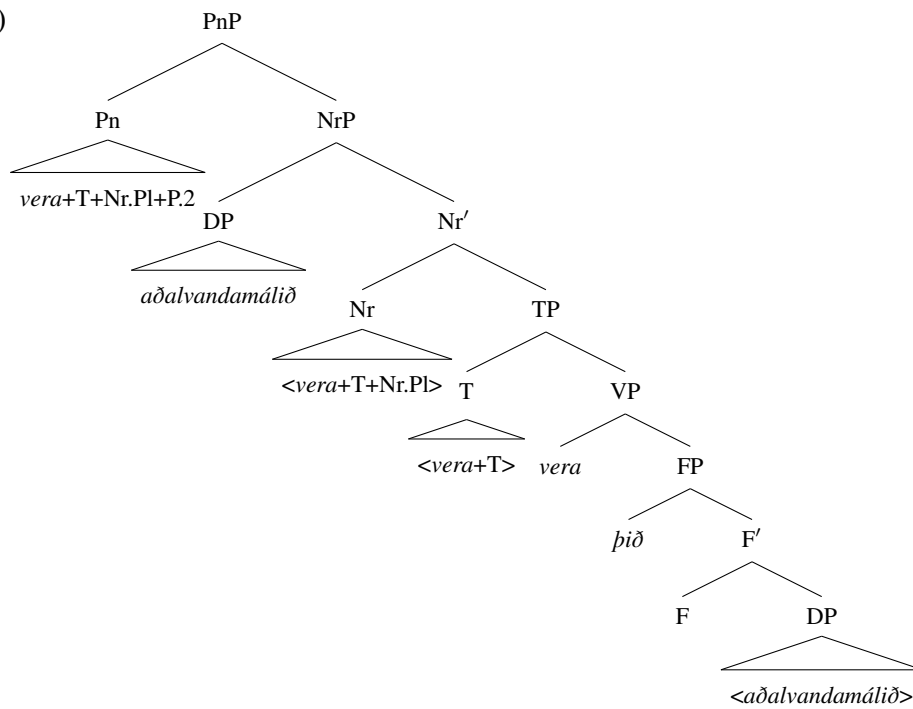 )
PnP
Pn NrP
vera+T+Nr.Pl+P.2
DP Nr′
aðalvandamálið
Nr TP
<vera+T+Nr.Pl>
T VP
<vera+T> vera FP
þið F′
F DP
<aðalvandamálið>